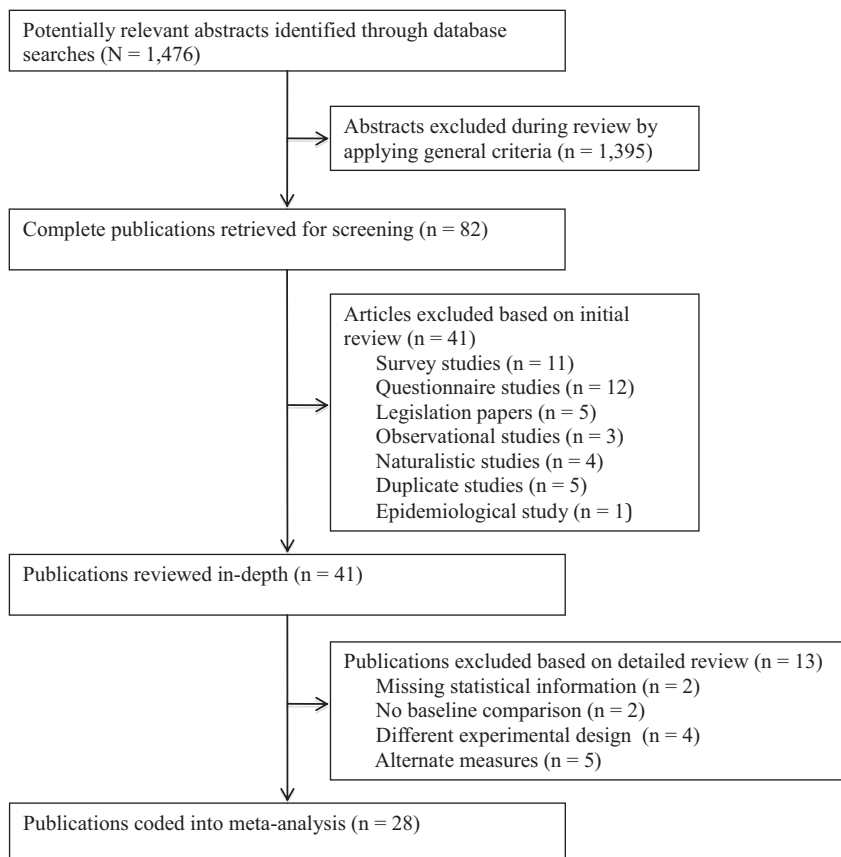 Potentially relevant abstracts identified through database
searches (N = 1,476)
Abstracts excluded during review by
applying general criteria (n = 1,395)
Complete publications retrieved for screening (n = 82)
Articles excluded based on initial
review (n = 41)
Survey studies (n = 11)
Questionnaire studies (n = 12)
Legislation papers (n = 5)
Observational studies (n = 3)
Naturalistic studies (n = 4)
Duplicate studies (n = 5)
Epidemiological study (n = 1)
Publications reviewed in-depth (n = 41)
Publications excluded based on detailed review (n = 13)
Missing statistical information (n = 2)
No baseline comparison (n = 2)
Different experimental design (n = 4)
Alternate measures (n = 5)
Publications coded into meta-analysis (n = 28)